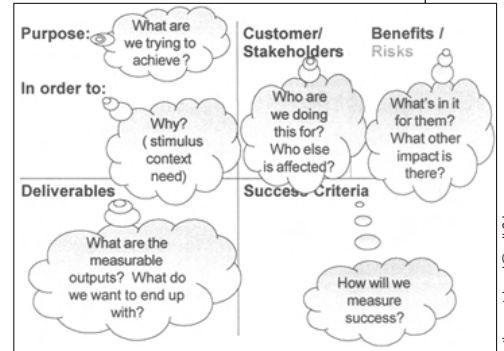 Purpose:
What are
we trying to
achieve?
In order to:
Why?
( stimulus
context
need)
Customer/
Stakeholders
Who are
we doing
this for?
Who else
is affected?
Benefits /
Risks
What's in it
for them?
What other
impact is
there?
Deliverables
What are the
measurable
outputs? What do
we want to end up
with?
Success Criteria
How will we
measure
success?